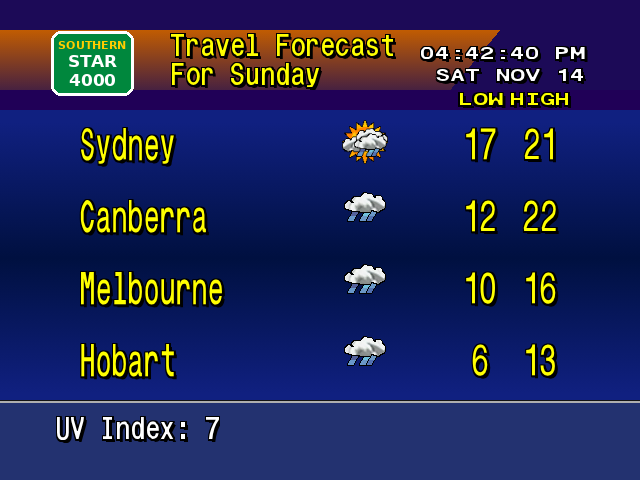 SOUTHERN
STAR
4000
Travel Forecast
For Sunday
04:42:40 PM
SAT NOV 14
LOW HIGH
Sydney 17 21
Canberra 12 22
Melbourne 10 16
Hobart 6 13
UV Index: 7